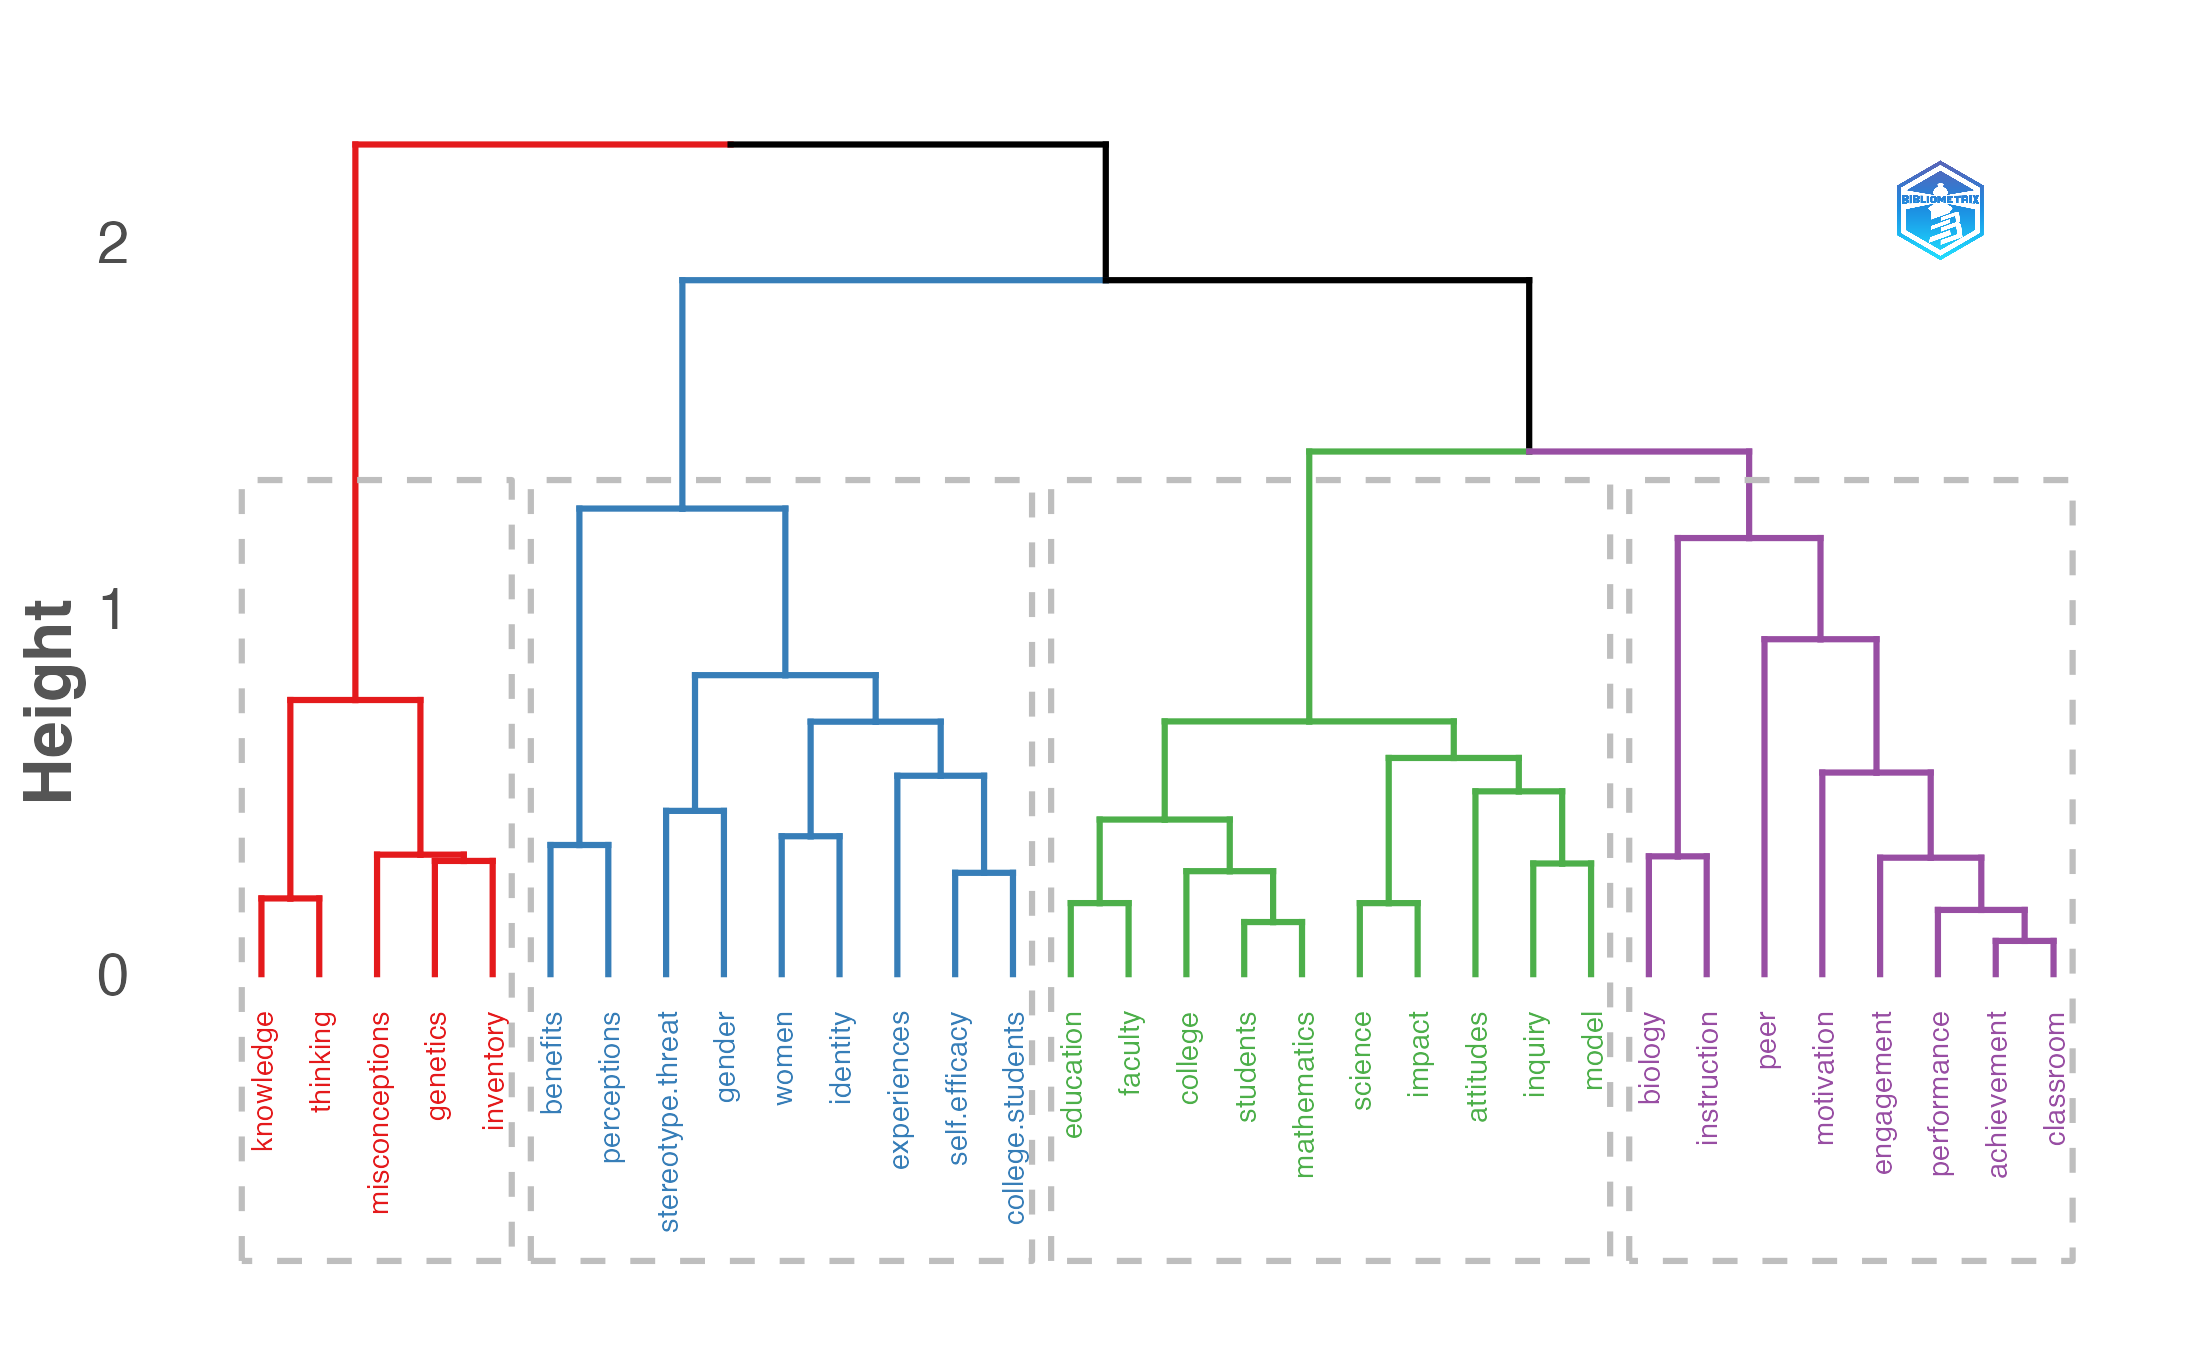 BIBLIOMETRIX
2
1
0
Height
knowledge
thinking
misconceptions
genetics
inventory
benefits
perceptions
stereotype.threat
gender
women
identity
experiences
self.efficacy
college.students
education
faculty
college
students
mathematics
science
impact
attitudes
inquiry
model
biology
instruction
peer
motivation
engagement
performance
achievement
classroom